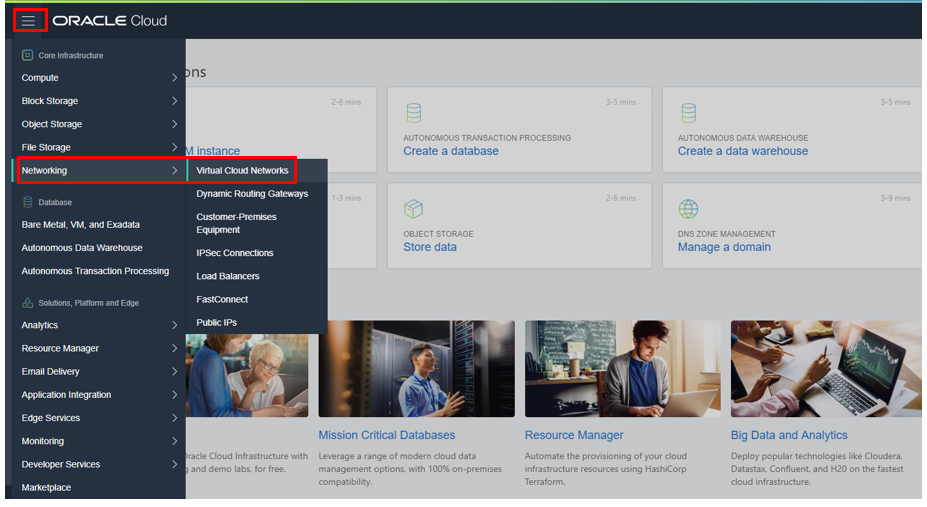 ORACLE Cloud
Core Infrastructure
Compute
Block Storage
Object Storage
File Storage
Networking
Database
Bare Metal, VM, and Exadata
Autonomous Data Warehouse
Autonomous Transaction Processing
Solutions, Platform and Edge
Analytics
Resource Manager
Email Delivery
Application Integration
Edge Services
Monitoring
Developer Services
Marketplace
Virtual Cloud Networks
Dynamic Routing Gateways
Customer-Premises
Equipment
IPSec Connections
Load Balancers
FastConnect
Public IPs
ons
2-6 mins
M instance
3-5 mins
AUTONOMOUS TRANSACTION PROCESSING
Create a database
3-5 mins
AUTONOMOUS DATA WAREHOUSE
Create a data warehouse
1-3 mins
2-6 mins
OBJECT STORAGE
Store data
3-9 mins
DNS ZONE MANAGEMENT
Manage a domain
Oracle Cloud Infrastructure with
g and demo labs, for free.
Mission Critical Databases
Leverage a range of modern cloud data
management options, with 100% on-premises
compatibility.
Resource Manager
Automate the provisioning of your cloud
infrastructure resources using HashiCorp
Terraform.
Big Data and Analytics
Deploy popular technologies like Cloudera,
Datastax, Confluent, and H20 on the fastest
cloud infrastructure.